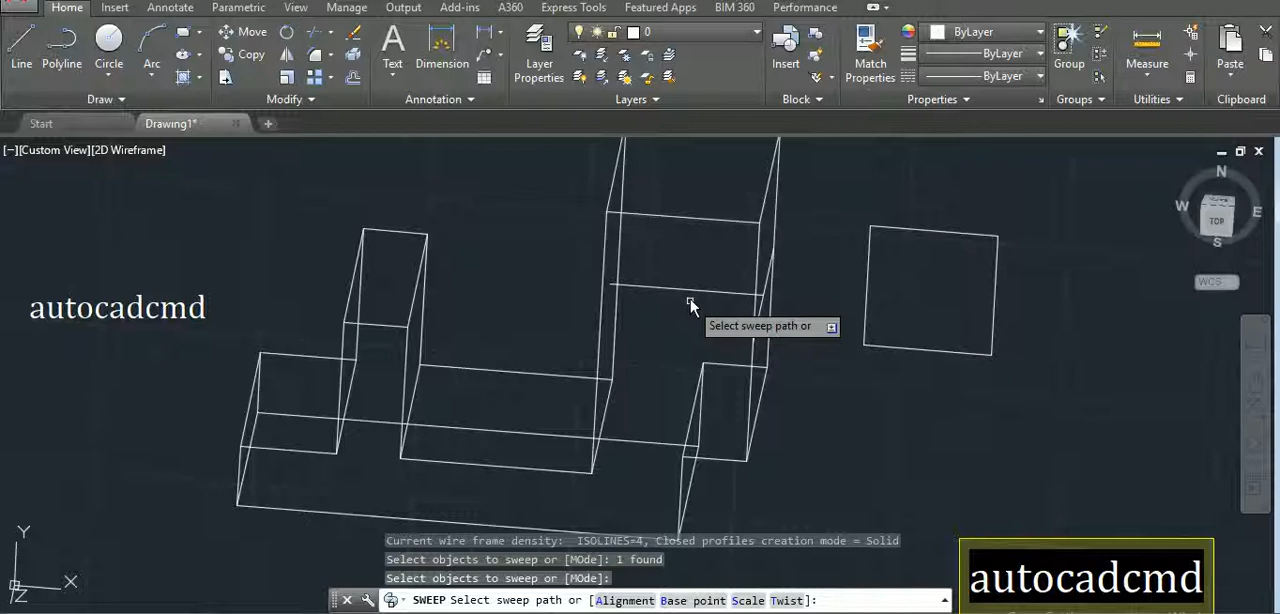 Home Insert Annotate Parametric View Manage Output Add-ins A360 Express Tools Featured Apps BIM 360 Performance
Line Polyline Circle Arc
Move
Copy
Text Dimension
Layer
Properties
0
Insert
Match
Properties
ByLayer
ByLayer
ByLayer
Group
Measure
Paste
Draw Modify Annotation Layers Block Properties Groups Utilities Clipboard
Start Drawing1* +
[−][Custom View][2D Wireframe]
N
W E
TOP
S
WCS
autocadcmd
Select sweep path or
Y
X
Z
Current wire frame density: ISOLINES=4, Closed profiles creation mode = Solid
Select objects to sweep or [MOde]: 1 found
Select objects to sweep or [MOde]:
SWEEP Select sweep path or [Alignment Base point Scale Twist]:
autocadcmd